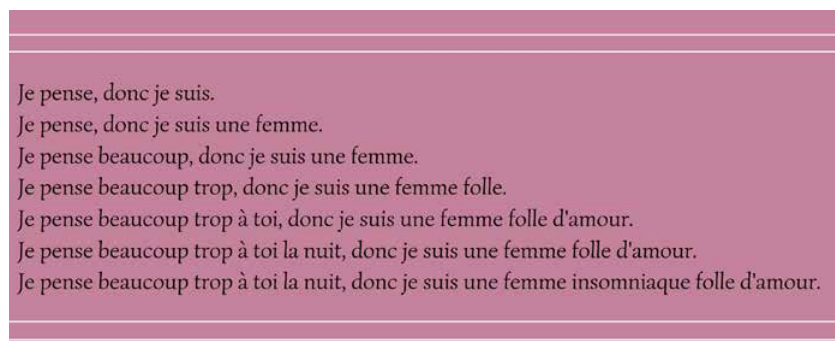 Je pense, donc je suis.
Je pense, donc je suis une femme.
Je pense beaucoup, donc je suis une femme.
Je pense beaucoup trop, donc je suis une femme folle.
Je pense beaucoup trop à toi, donc je suis une femme folle d'amour.
Je pense beaucoup trop à toi la nuit, donc je suis une femme folle d'amour.
Je pense beaucoup trop à toi la nuit, donc je suis une femme insomniaque folle d'amour.